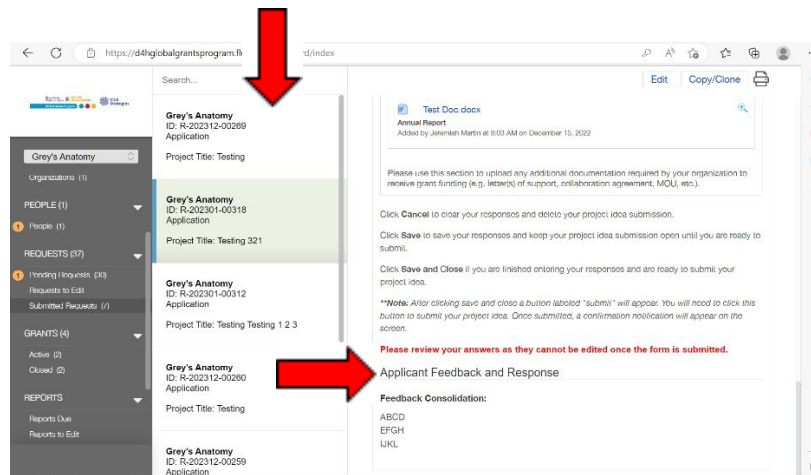 https://d4hglobalgrantsprogram.fl
rd/index
Vital
Strategies
Grey's Anatomy
Organizations (1)
PEOPLE (1)
1 People (1)
REQUESTS (37)
1 Pending Requests (30)
Requests to Edit
Submitted Requests (7)
GRANTS (4)
Active (2)
Closed (2)
REPORTS
Reports Due
Reports to Edit
Search...
Grey's Anatomy
ID: R-202312-00269
Application
Project Title: Testing
Grey's Anatomy
ID: R-202301-00318
Application
Project Title: Testing 321
Grey's Anatomy
ID: R-202301-00312
Application
Project Title: Testing Testing 1 2 3
Grey's Anatomy
ID: R-202312-00260
Application
Project Title: Testing
Grey's Anatomy
ID: R-202312-00259
Application
Edit Copy/Clone
Test Doc.docx
Annual Report
Added by Jeremiah Martin at 8:03 AM on December 15, 2022
Please use this section to upload any additional documentation required by your organization to
receive grant funding (e.g. letter(s) of support, collaboration agreement, MOU, etc.).
Click Cancel to clear your responses and delete your project idea submission.
Click Save to save your responses and keep your project idea submission open until you are ready to
submit.
Click Save and Close if you are finished entering your responses and are ready to submit your
project idea.
**Note: After clicking save and close a button labeled "submit" will appear. You will need to click this
button to submit your project idea. Once submitted, a confirmation notification will appear on the
screen.
Please review your answers as they cannot be edited once the form is submitted.
Applicant Feedback and Response
Feedback Consolidation:
ABCD
EFGH
IJKL